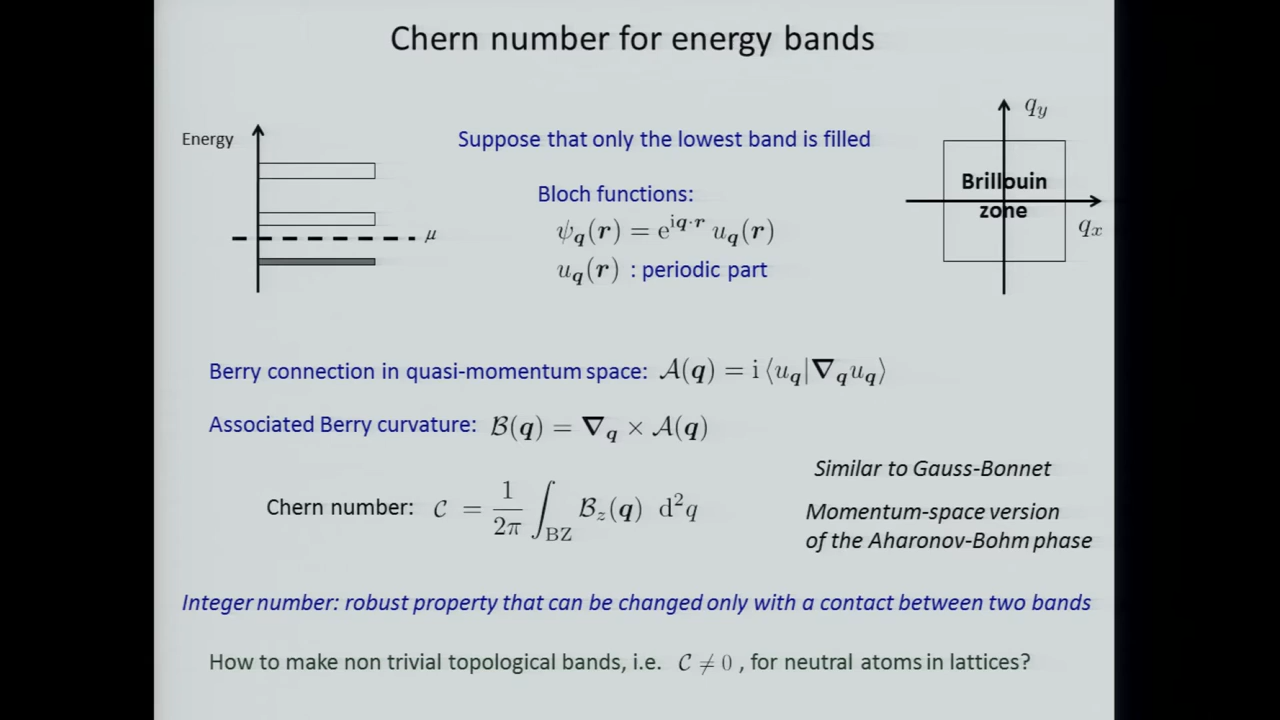 Chern number for energy bands
Energy
μ
Suppose that only the lowest band is filled
Bloch functions:
ψ_q(r) = e^{iq·r} u_q(r)
u_q(r) : periodic part
q_y
Brillouin
zone
q_x
Berry connection in quasi-momentum space: 𝒜(q) = i ⟨u_q|∇_q u_q⟩
Associated Berry curvature: ℬ(q) = ∇_q × 𝒜(q)
Chern number: 𝒞 = 1/2π ∫_BZ ℬ_z(q) d²q
Similar to Gauss-Bonnet
Momentum-space version
of the Aharonov-Bohm phase
Integer number: robust property that can be changed only with a contact between two bands
How to make non trivial topological bands, i.e. 𝒞 ≠ 0 , for neutral atoms in lattices?